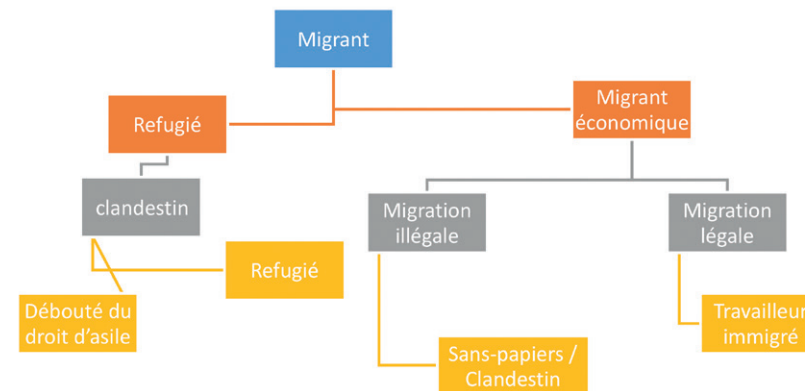 Migrant
Refugié
Migrant
économique
clandestin
Migration
illégale
Migration
légale
Refugié
Débouté du
droit d'asile
Travailleur
immigré
Sans-papiers /
Clandestin